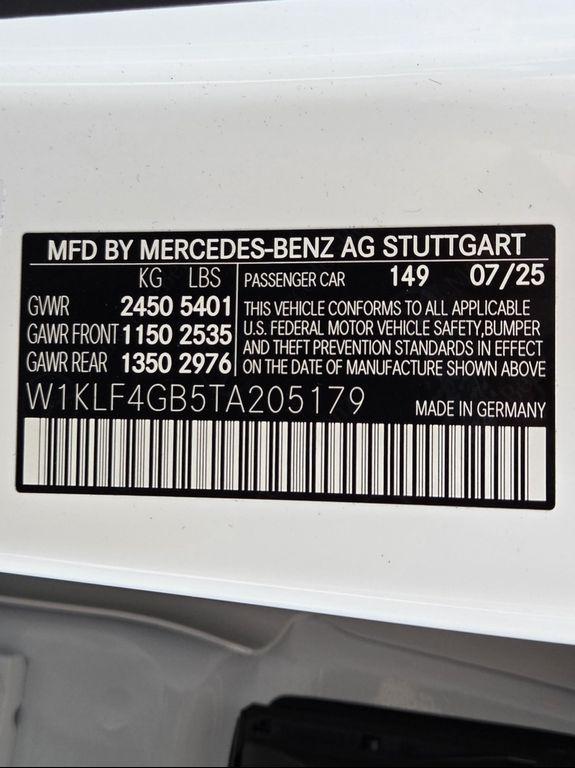 MFD BY MERCEDES-BENZ AG STUTTGART
KG LBS
GVWR 2450 5401
GAWR FRONT 1150 2535
GAWR REAR 1350 2976
PASSENGER CAR 149 07/25
THIS VEHICLE CONFORMS TO ALL APPLICABLE
U.S. FEDERAL MOTOR VEHICLE SAFETY,BUMPER
AND THEFT PREVENTION STANDARDS IN EFFECT
ON THE DATE OF MANUFACTURE SHOWN ABOVE
W1KLF4GB5TA205179 MADE IN GERMANY